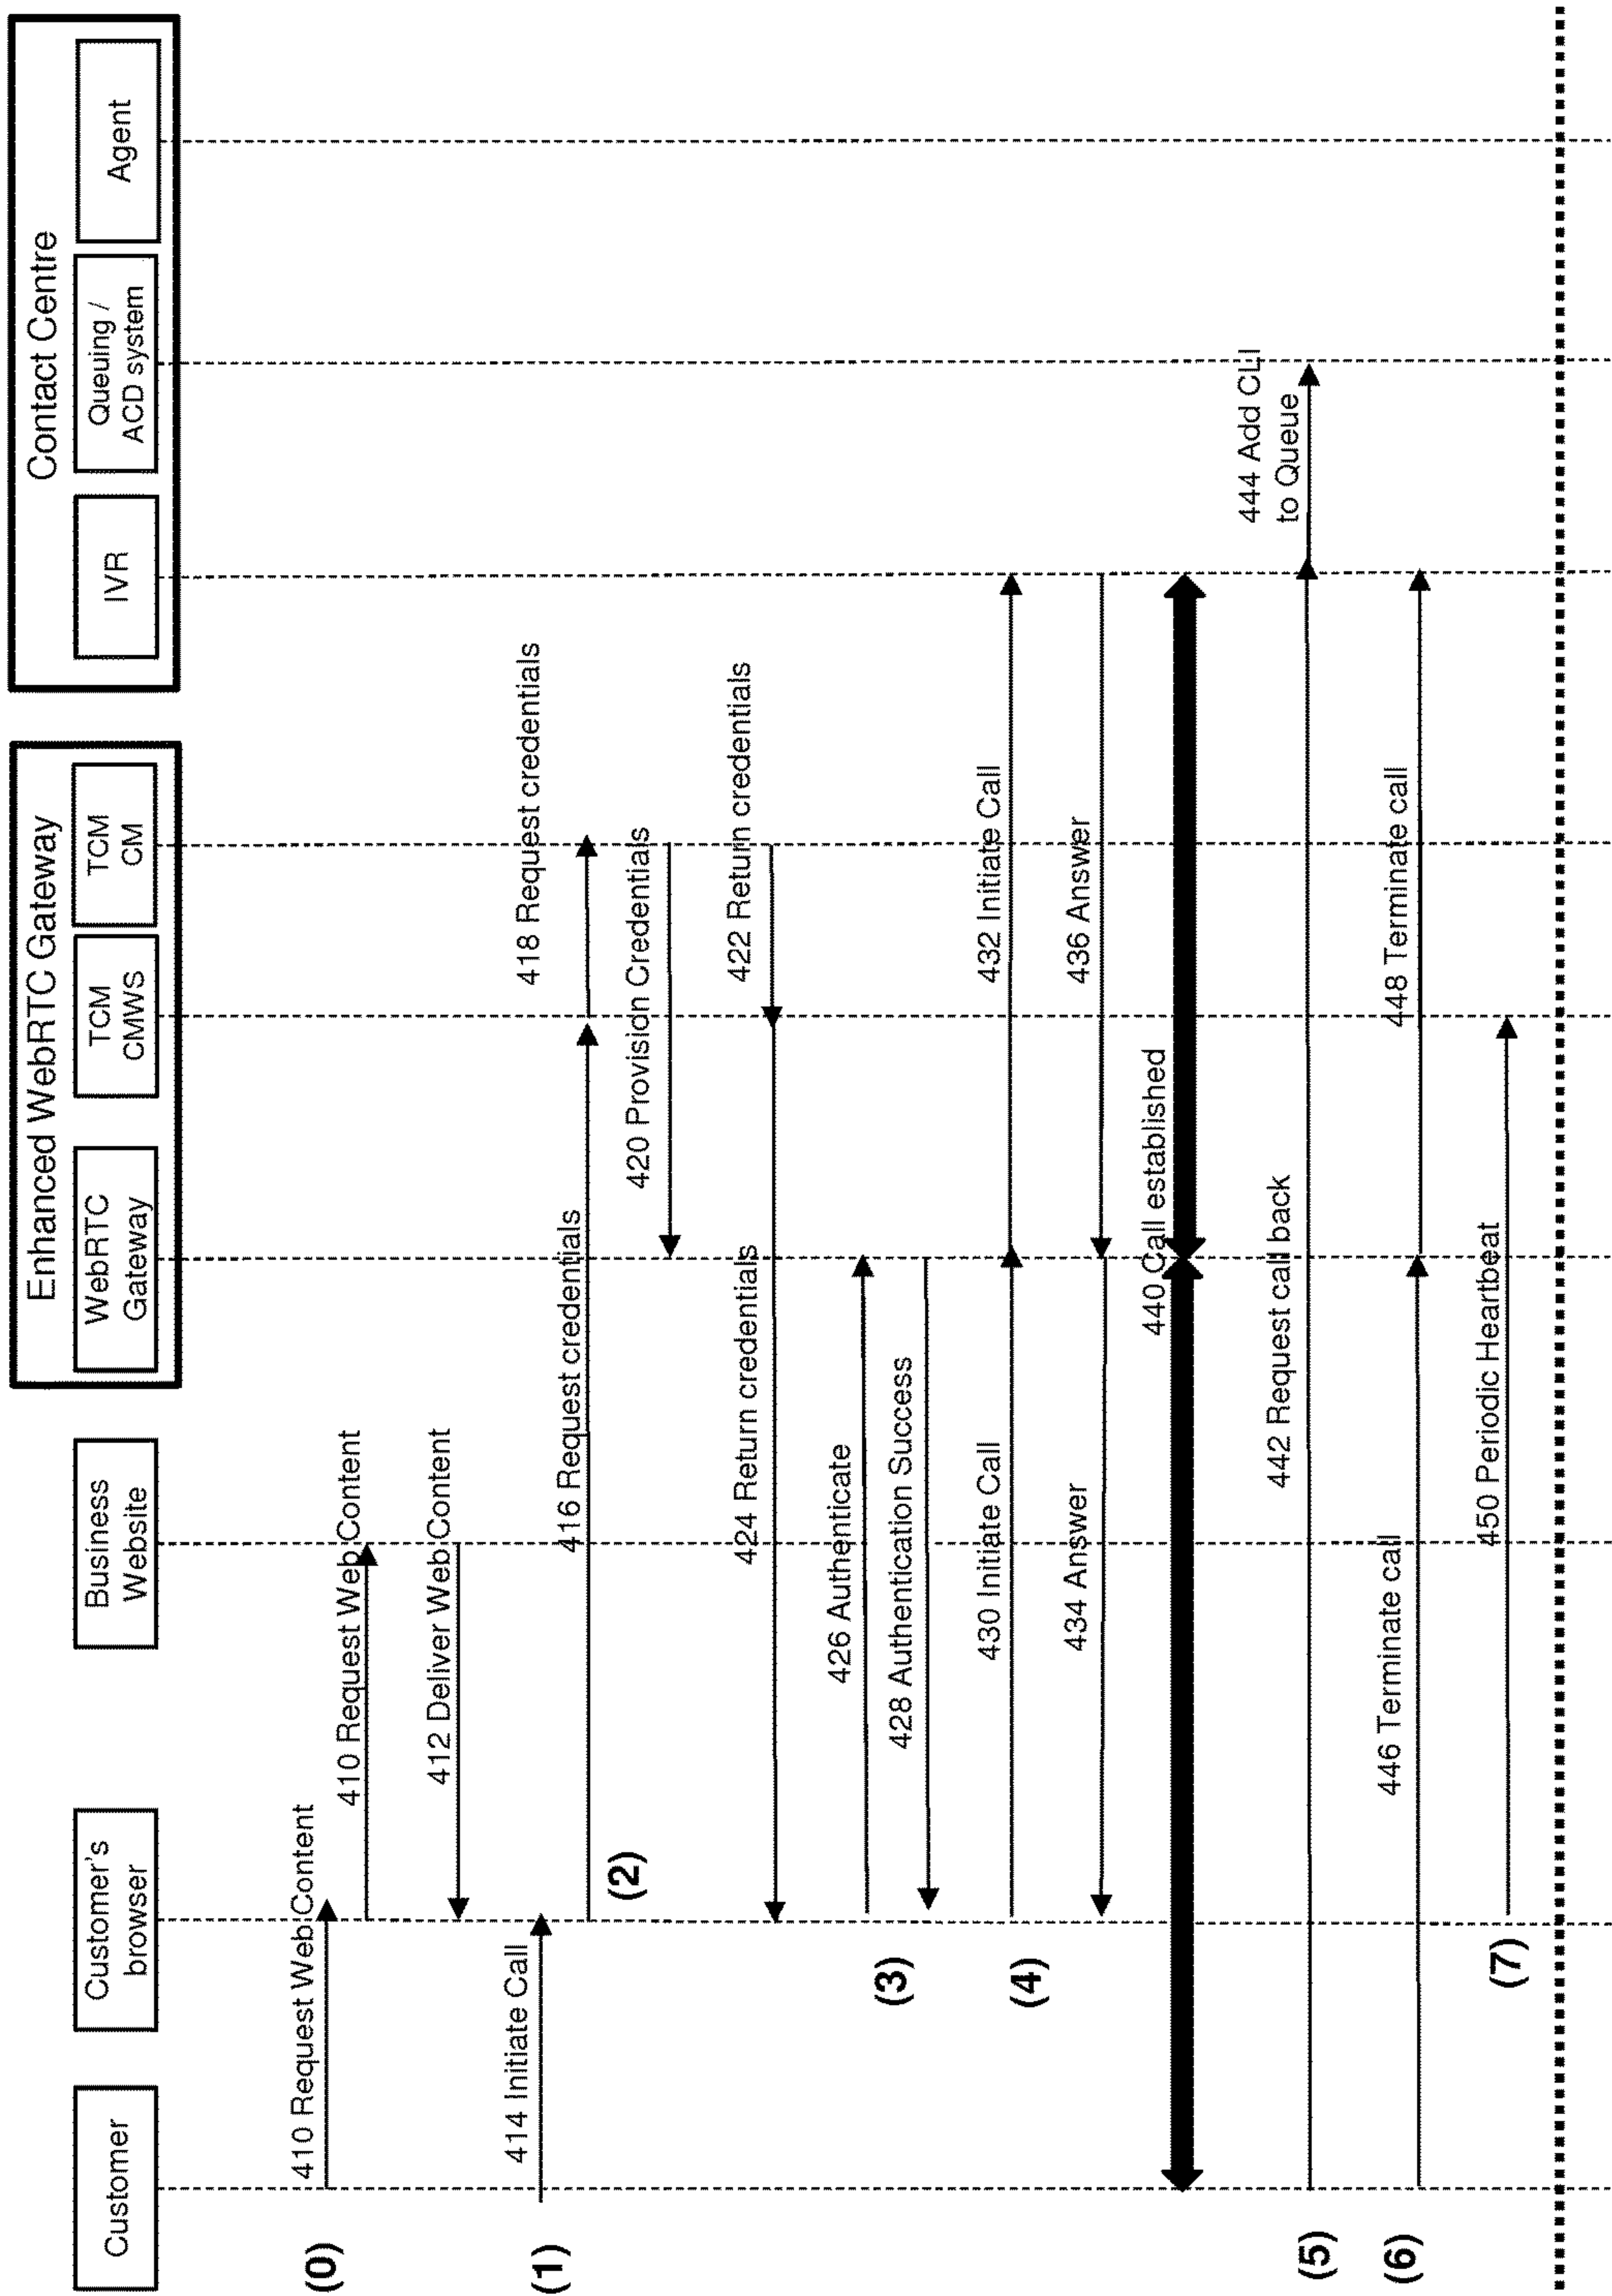 Customer
Customer's
browser
Business
Website
Enhanced WebRTC Gateway
WebRTC
Gateway
TCM
CMWS
TCM
CM
Contact Centre
IVR
Queuing /
ACD system
Agent
(0)
410 Request Web Content
410 Request Web Content
412 Deliver Web Content
(1)
414 Initiate Call
416 Request credentials
418 Request credentials
(2)
420 Provision Credentials
422 Return credentials
424 Return credentials
426 Authenticate
(3)
428 Authentication Success
430 Initiate Call
432 Initiate Call
(4)
434 Answer
436 Answer
440 Call established
(5)
442 Request call back
444 Add CLI
to Queue
(6)
446 Terminate call
448 Terminate call
(7)
450 Periodic Heartbeat